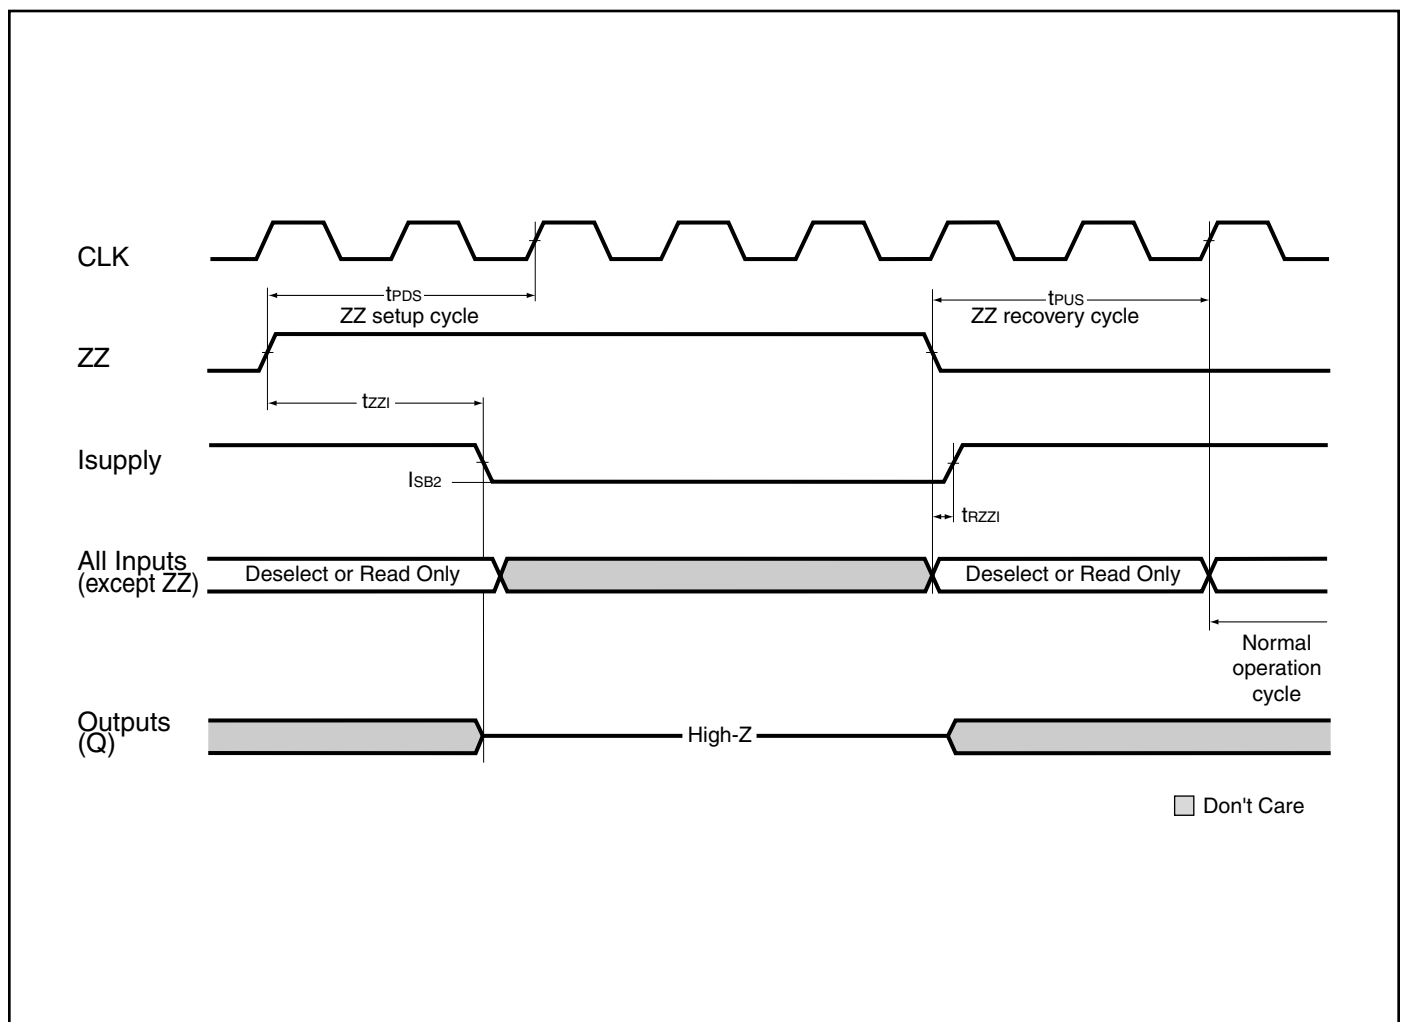 CLK
tPDS
ZZ setup cycle
tPUS
ZZ recovery cycle
ZZ
tZZI
Isupply
ISB2
tRZZI
All Inputs
(except ZZ)
Deselect or Read Only
Deselect or Read Only
Normal
operation
cycle
Outputs
(Q)
High-Z
Don't Care